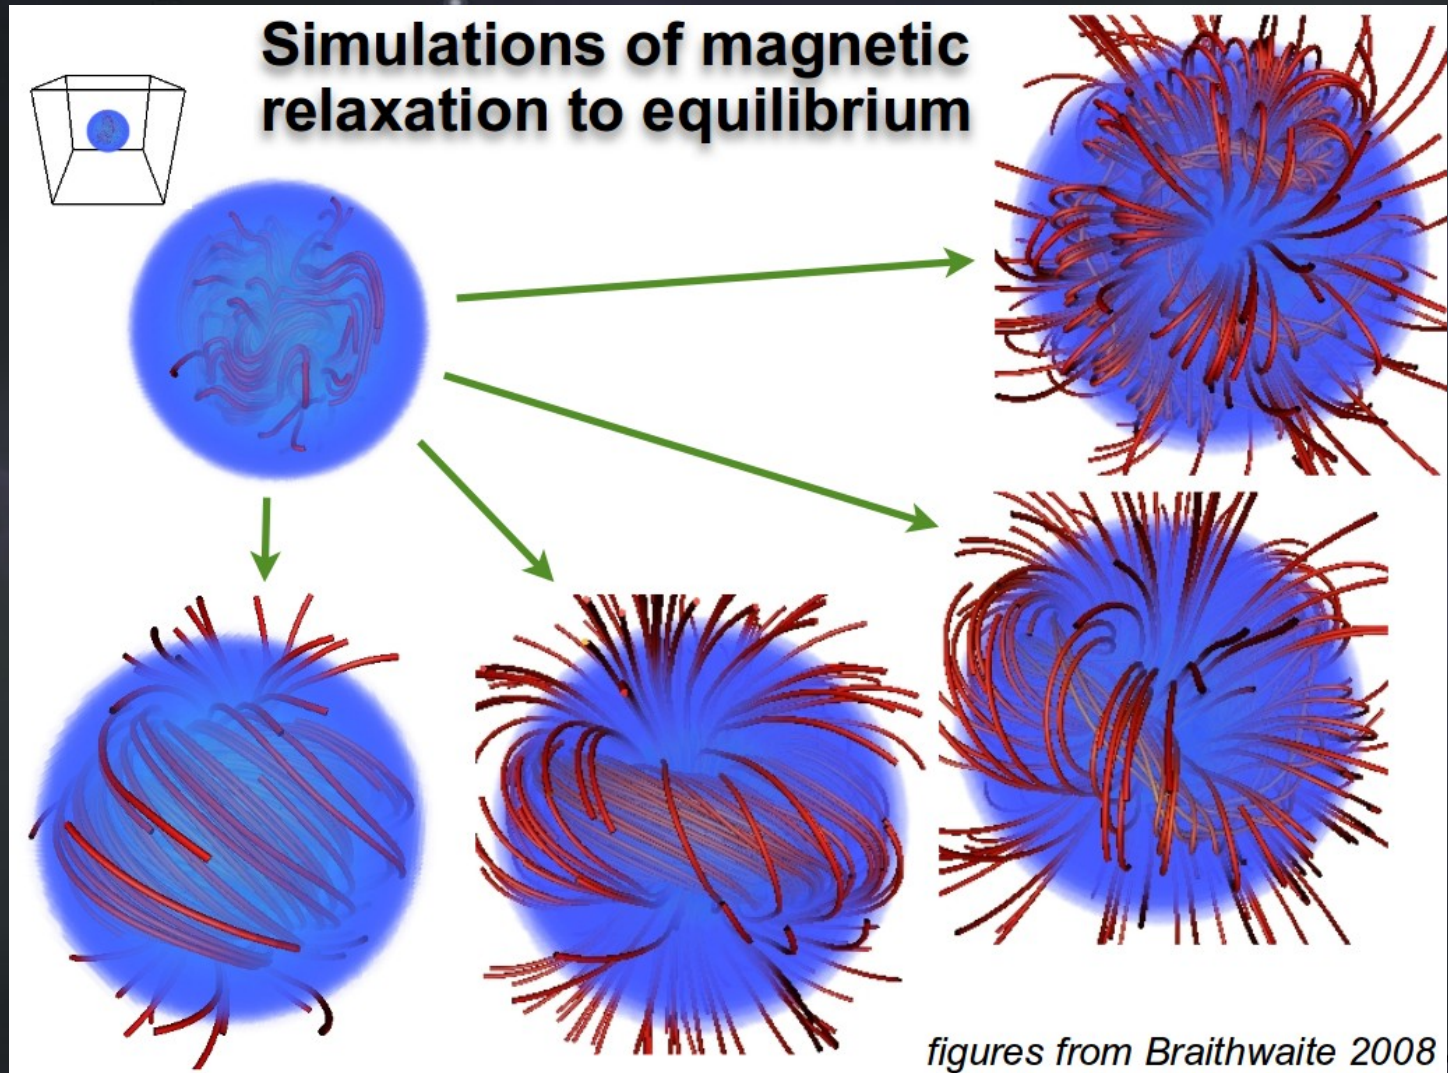 Simulations of magnetic
relaxation to equilibrium
figures from Braithwaite 2008